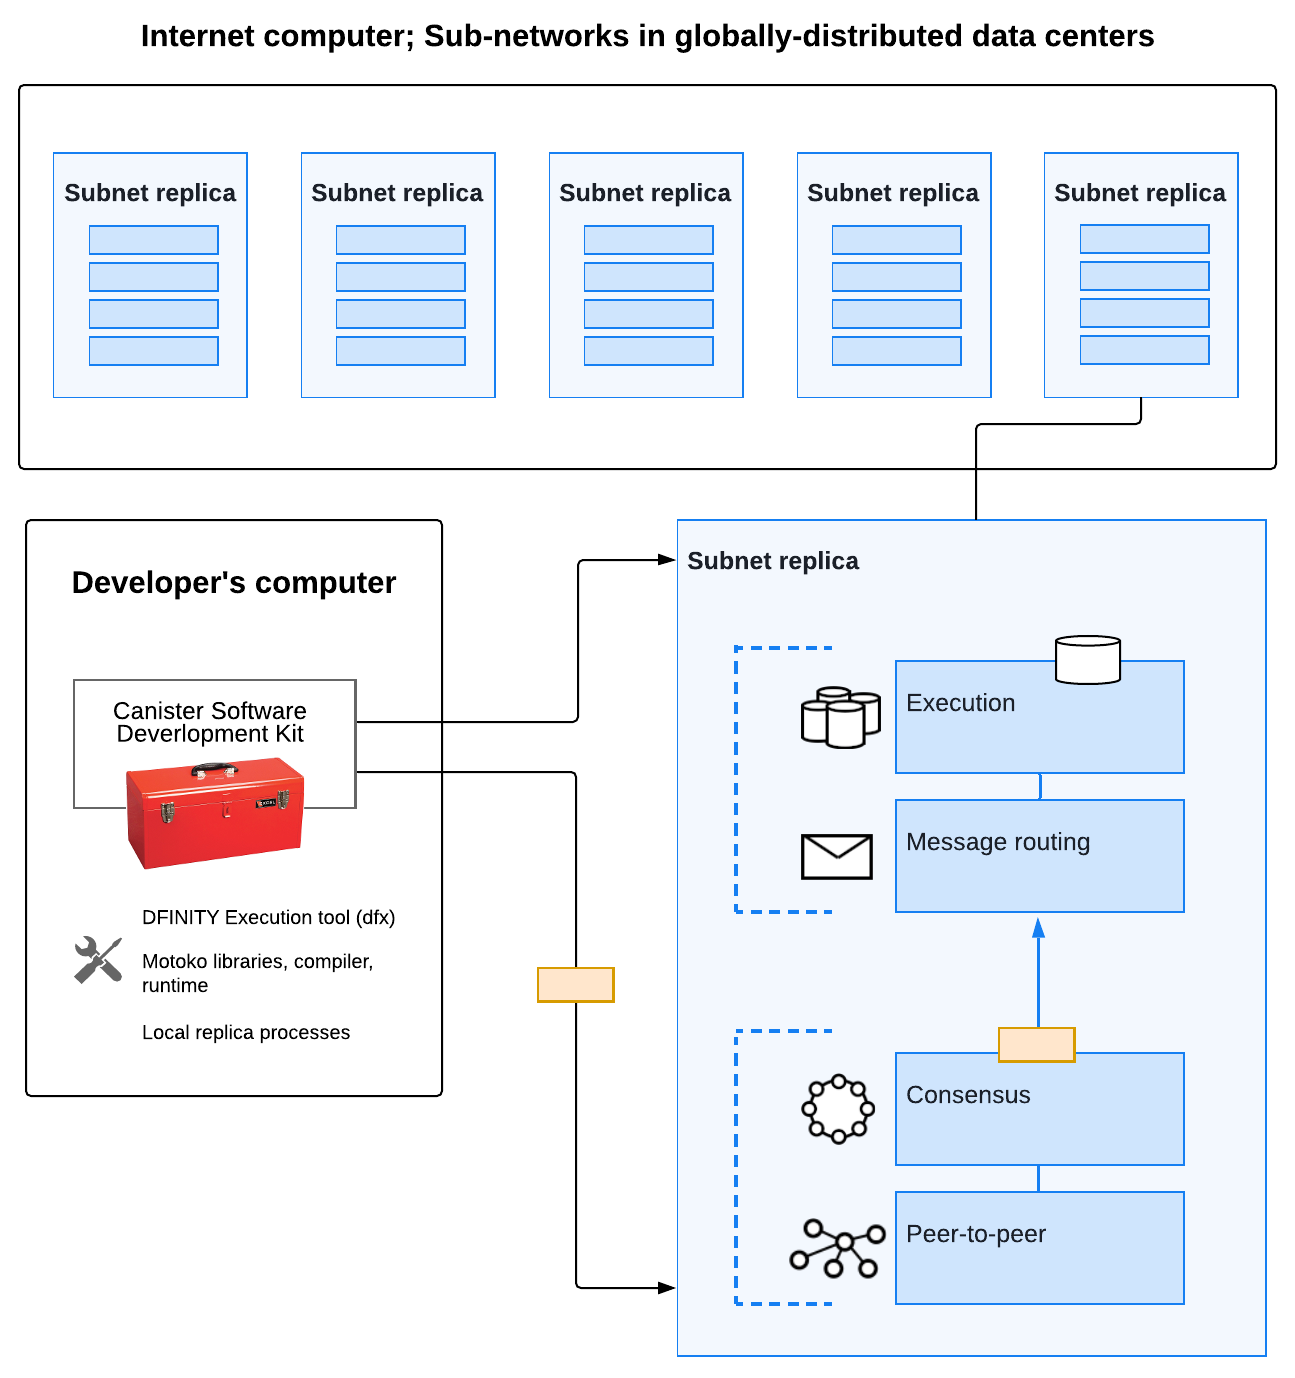 Internet computer; Sub-networks in globally-distributed data centers
Subnet replica
Subnet replica
Subnet replica
Subnet replica
Subnet replica
Developer's computer
Canister Software
Deverlopment Kit
EXCEL
DFINITY Execution tool (dfx)
Motoko libraries, compiler,
runtime
Local replica processes
Subnet replica
Execution
Message routing
Consensus
Peer-to-peer